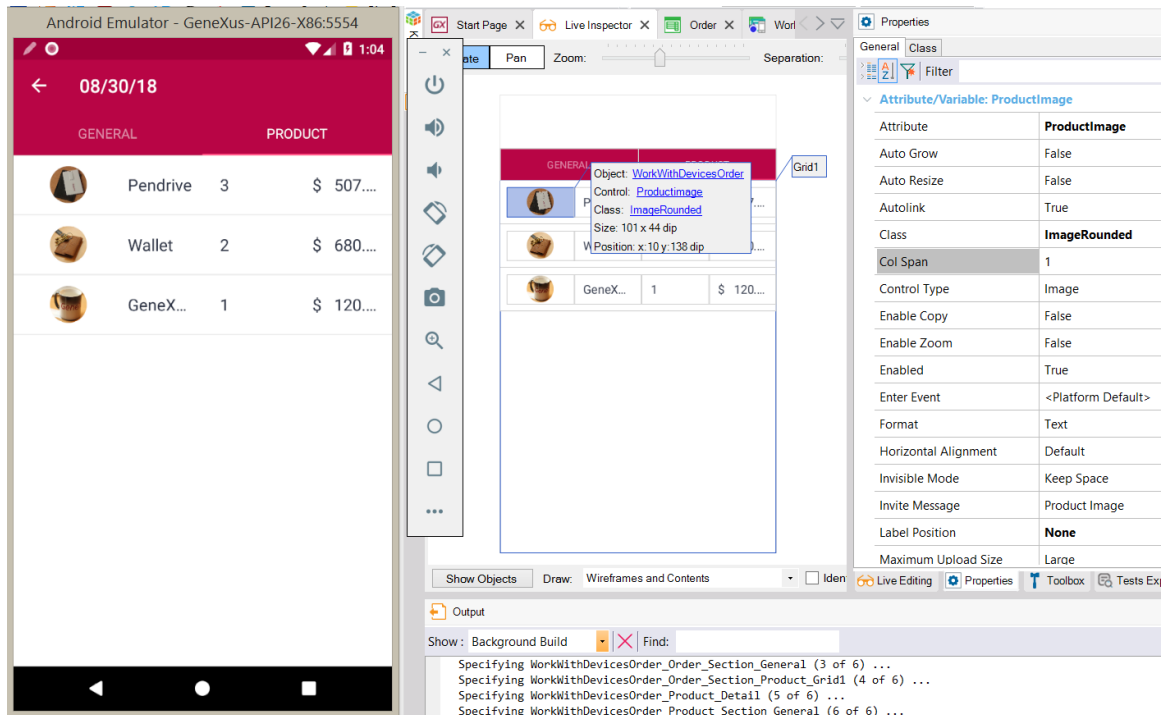 Android Emulator - GeneXus-API26-X86:5554
1:04
08/30/18
GENERAL PRODUCT
Pendrive 3 $ 507....
Wallet 2 $ 680....
GeneX... 1 $ 120....
Start Page Live Inspector Order
Pan Zoom: Separation:
GENERAL
Grid1
Object: WorkWithDevicesOrder
Control: Productimage
Class: ImageRounded
Size: 101 x 44 dip
Position: x:10 y:138 dip
GeneX... 1 $ 120....
Show Objects Draw: Wireframes and Contents
Output
Show : Background Build Find:
Specifying WorkWithDevicesOrder_Order_Section_General (3 of 6) ...
Specifying WorkWithDevicesOrder_Order_Section_Product_Grid1 (4 of 6) ...
Specifying WorkWithDevicesOrder_Product_Detail (5 of 6) ...
Specifying WorkWithDevicesOrder_Product_Section_General (6 of 6) ...
Properties
General Class
Filter
Attribute/Variable: ProductImage
Attribute ProductImage
Auto Grow False
Auto Resize False
Autolink True
Class ImageRounded
Col Span 1
Control Type Image
Enable Copy False
Enable Zoom False
Enabled True
Enter Event <Platform Default>
Format Text
Horizontal Alignment Default
Invisible Mode Keep Space
Invite Message Product Image
Label Position None
Maximum Upload Size Large
Live Editing Properties Toolbox Tests